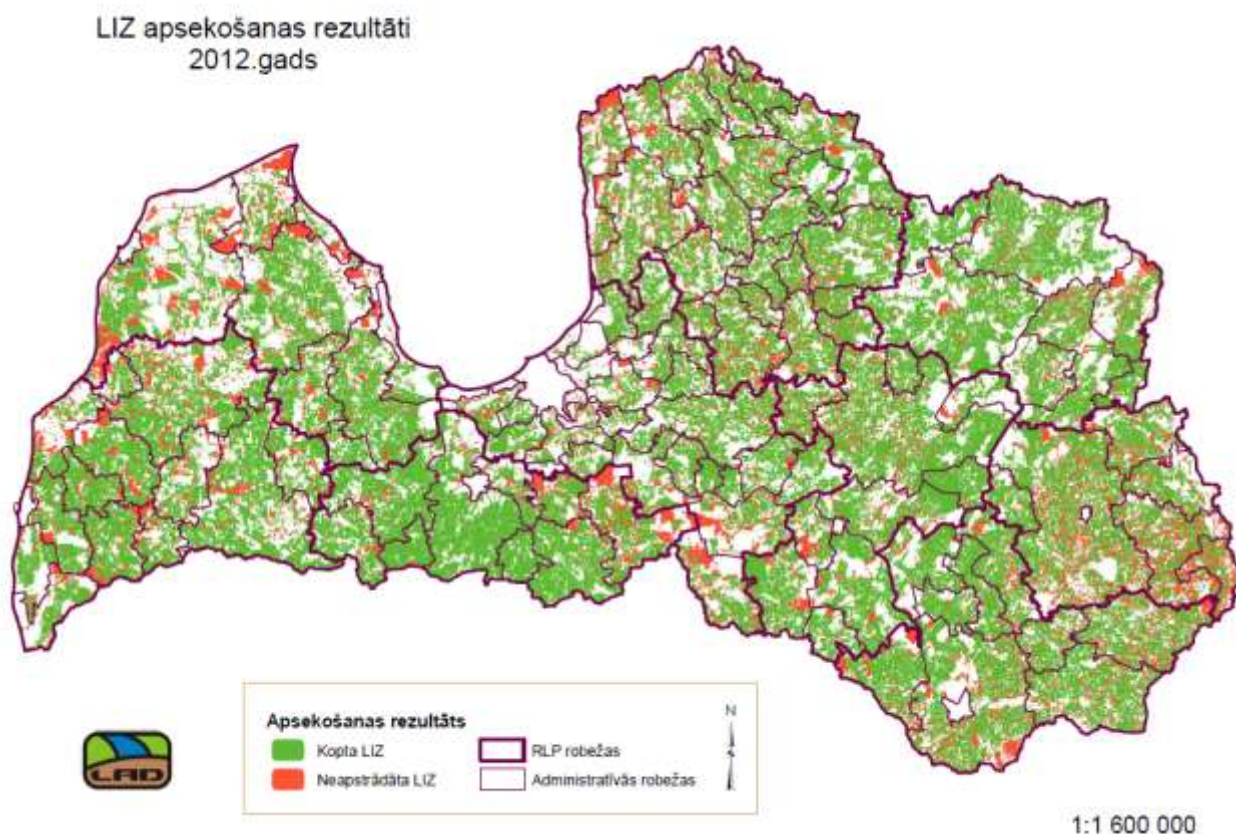 LIZ apsekošanas rezultāti
2012.gads
Apsekošanas rezultāts
Kopta LIZ
Neapstrādāta LIZ
RLP robežas
Administratīvās robežas
N
LAD
1:1 600 000